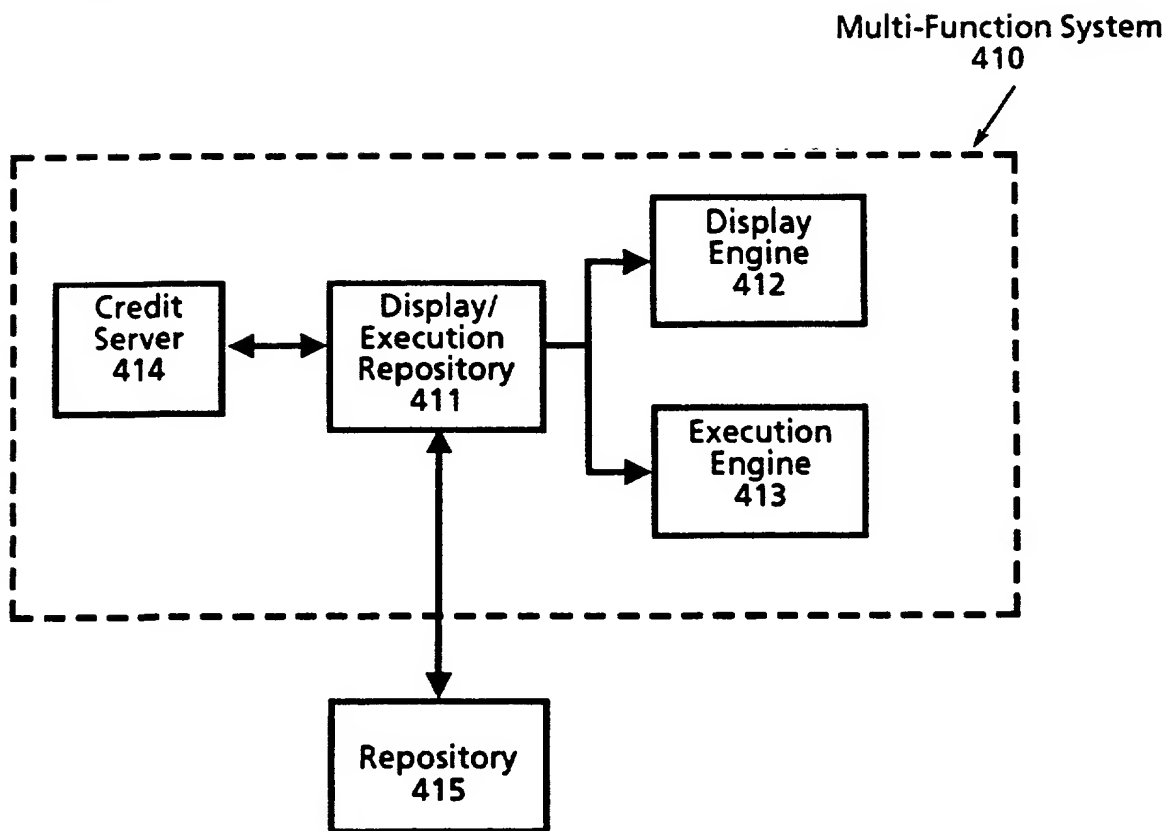 Multi-Function System
410
Display
Engine
412
Credit
Server
414
Display/
Execution
Repository
411
Execution
Engine
413
Repository
415